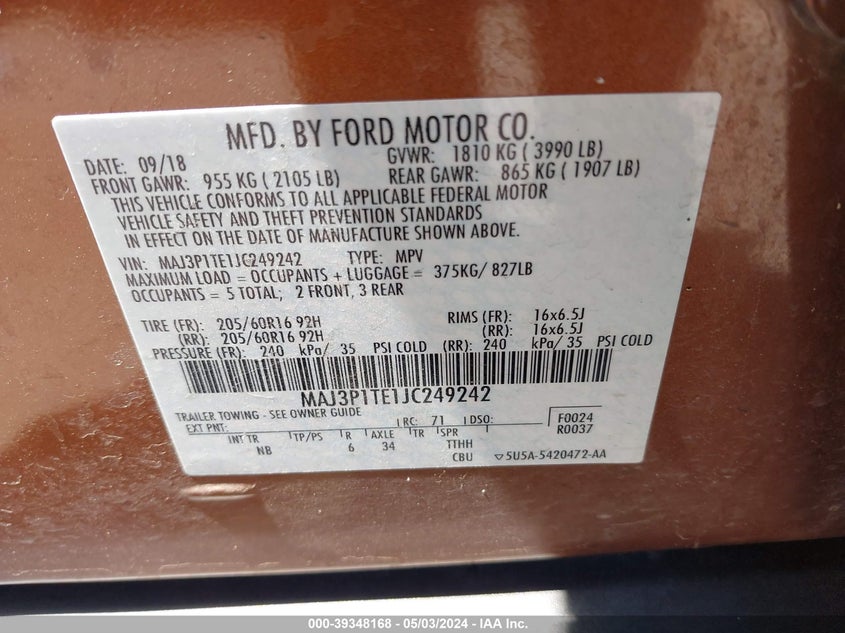 MFD. BY FORD MOTOR CO.
DATE: 09/18 GVWR: 1810 KG ( 3990 LB)
FRONT GAWR: 955 KG ( 2105 LB) REAR GAWR: 865 KG ( 1907 LB)
THIS VEHICLE CONFORMS TO ALL APPLICABLE FEDERAL MOTOR
VEHICLE SAFETY AND THEFT PREVENTION STANDARDS
IN EFFECT ON THE DATE OF MANUFACTURE SHOWN ABOVE.
VIN: MAJ3P1TE1JC249242 TYPE: MPV
MAXIMUM LOAD = OCCUPANTS + LUGGAGE = 375KG/ 827LB
OCCUPANTS = 5 TOTAL; 2 FRONT, 3 REAR
TIRE (FR): 205/60R16 92H RIMS (FR): 16x6.5J
(RR): 205/60R16 92H (RR): 16x6.5J
PRESSURE (FR): 240 kPa/ 35 PSI COLD (RR): 240 kPa/ 35 PSI COLD
MAJ3P1TE1JC249242
TRAILER TOWING - SEE OWNER GUIDE
EXT PNT: RC: 71 DSO: F0024
R0037
INT TR TP/PS R AXLE TR SPR
NB 6 34 TTHH
CBU 5U5A-5420472-AA
000-39348168 - 05/03/2024 - IAA Inc.